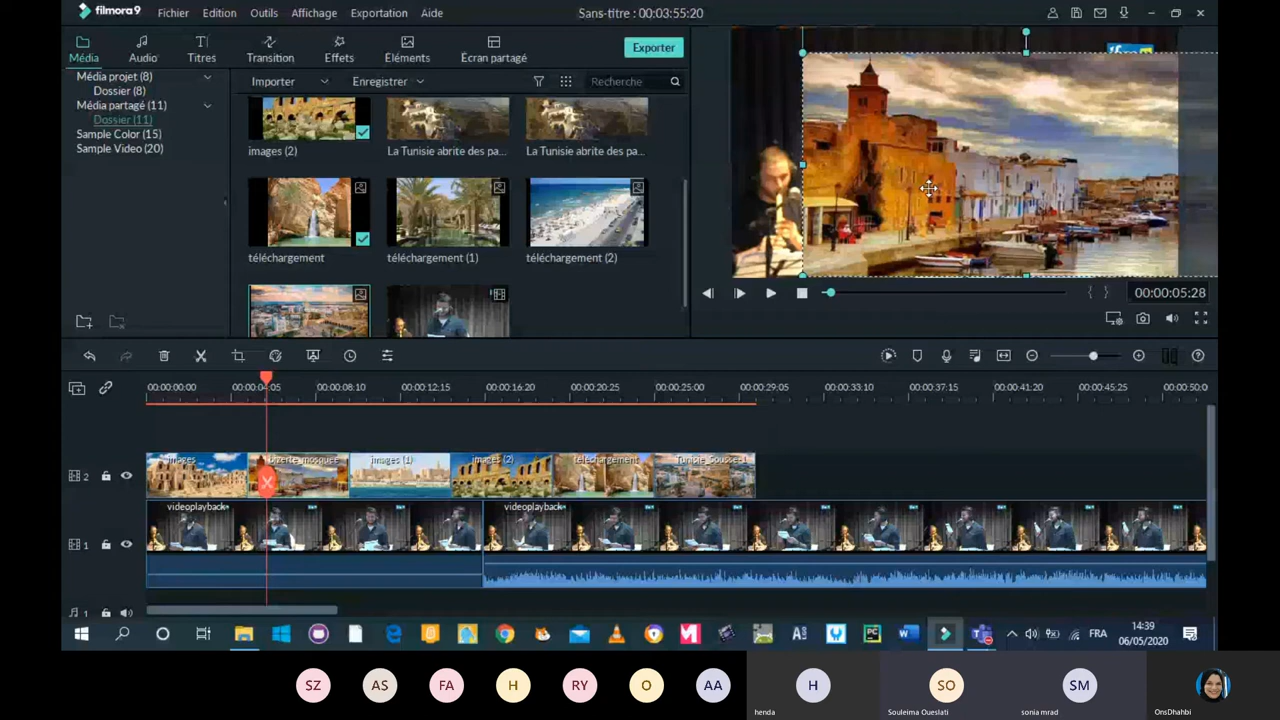 filmora9 Fichier Edition Outils Affichage Exportation Aide Sans-titre : 00:03:55:20
Média Audio Titres Transition Effets Eléments Écran partagé Exporter
Média projet (8)
Dossier (8)
Média partagé (11)
Dossier (11)
Sample Color (15)
Sample Video (20)
Importer Enregistrer Recherche
images (2) La Tunisie abrite des pa... La Tunisie abrite des pa...
téléchargement téléchargement (1) téléchargement (2)
00:00:05:28
00:00:00:00 00:00:04:05 00:00:08:10 00:00:12:15 00:00:16:20 00:00:20:25 00:00:25:00 00:00:29:05 00:00:33:10 00:00:37:15 00:00:41:20 00:00:45:25 00:00:50:0
images bizerte_mosquee images (1) images (2) téléchargement Tunisie_Sousse-1
2
videoplayback videoplayback
1
1
FRA 14:39
06/05/2020
SZ AS FA H RY O AA H SO SM
henda Souleima Oueslati sonia mrad OnsDhahbi